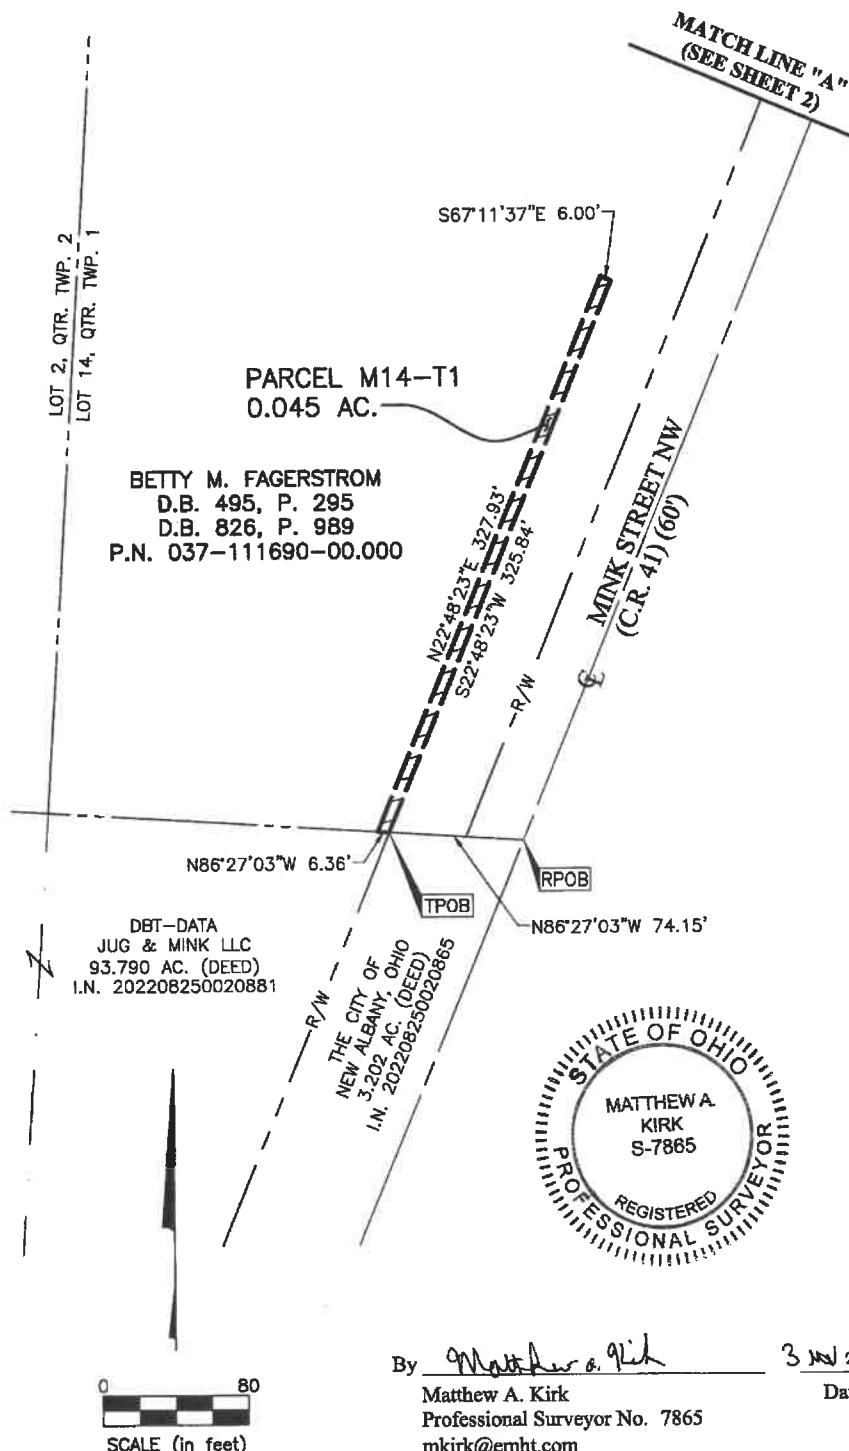 MATCH LINE "A"
(SEE SHEET 2)
S67°11'37"E 6.00'
LOT 2, QTR. TWP. 2
LOT 14, QTR. TWP. 1
PARCEL M14-T1
0.045 AC.
BETTY M. FAGERSTROM
D.B. 495, P. 295
D.B. 826, P. 989
P.N. 037-111690-00.000
N22°48'23"E 327.93'
S22°48'23"W 325.84'
MINK STREET NW
(C.R. 41) (60')
R/W
N86°27'03"W 6.36'
RPOB
TPOB
N86°27'03"W 74.15'
DBT-DATA
JUG & MINK LLC
93.790 AC. (DEED)
I.N. 202208250020881
R/W
THE CITY OF
NEW ALBANY, OHIO
3.202 AC. (DEED)
I.N. 202208250020865
STATE OF OHIO
MATTHEW A.
KIRK
S-7865
REGISTERED
PROFESSIONAL SURVEYOR
0 80
SCALE (in feet)
By Matthew A. Kirk 3
Matthew A. Kirk
Professional Surveyor No. 7865
mkirk@emht.com